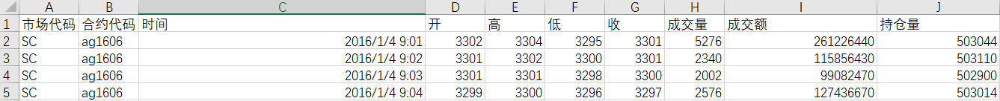 A B C D E F G H I J
1 市场代码 合约代码 时间 开 高 低 收 成交量 成交额 持仓量
2 SC ag1606 2016/1/4 9:01 3302 3304 3295 3301 5276 261226440 503044
3 SC ag1606 2016/1/4 9:02 3301 3302 3300 3301 2340 115856430 503110
4 SC ag1606 2016/1/4 9:03 3301 3301 3298 3300 2002 99082470 502900
5 SC ag1606 2016/1/4 9:04 3299 3300 3296 3297 2576 127436670 503014